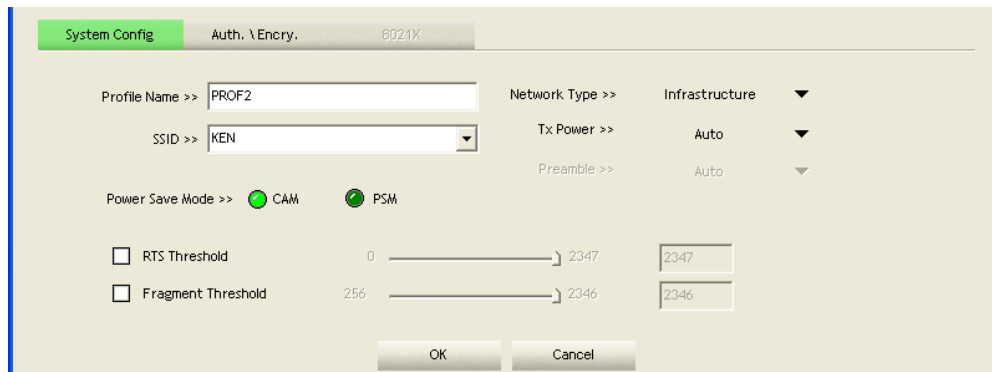 System Config Auth. \ Encry. 8021X
Profile Name >> PROF2 Network Type >> Infrastructure
SSID >> KEN Tx Power >> Auto
Preamble >> Auto
Power Save Mode >> CAM PSM
RTS Threshold 0 2347 2347
Fragment Threshold 256 2346 2346
OK Cancel